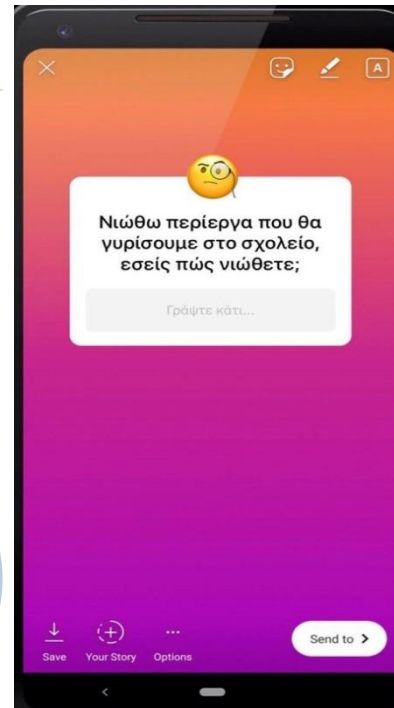 A
Νιώθω περίεργα που θα
γυρίσουμε στο σχολείο,
εσείς πώς νιώθετε;
Γράψτε κάτι...
Save
Your Story
Options
Send to >